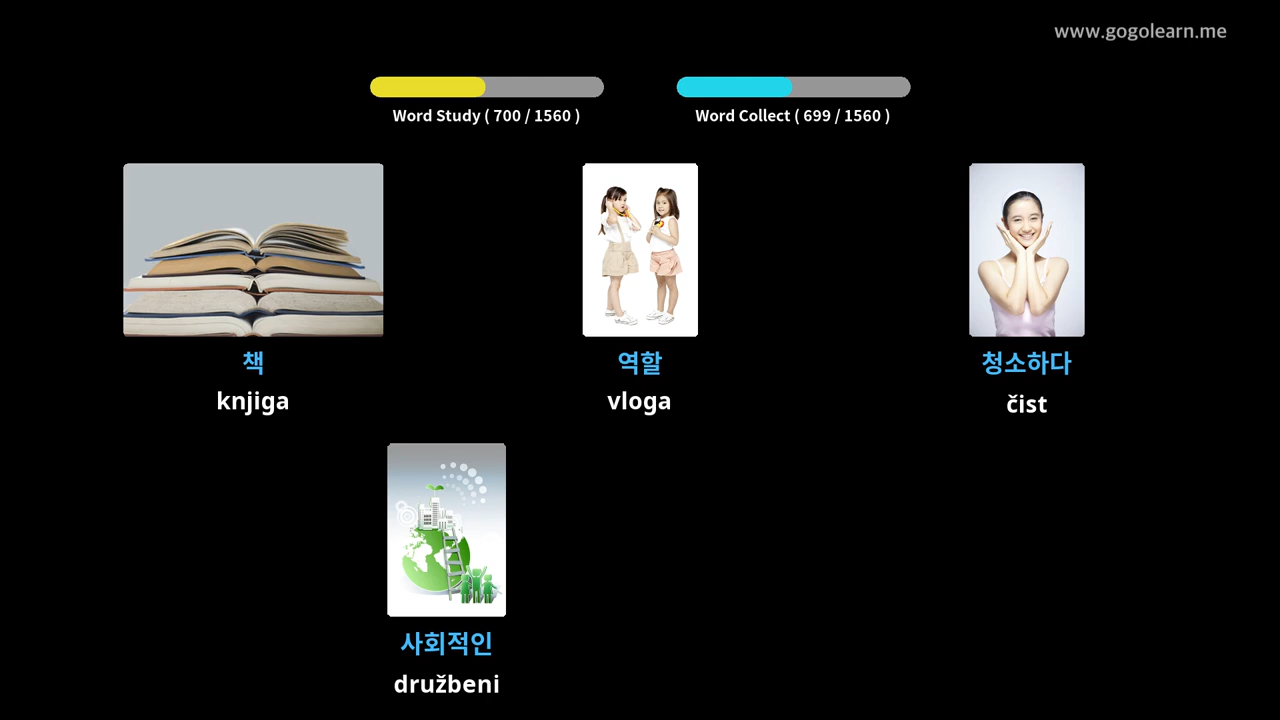 www.gogolearn.me
Word Study ( 700 / 1560 )
Word Collect ( 699 / 1560 )
책
knjiga
역할
vloga
청소하다
čist
사회적인
družbeni